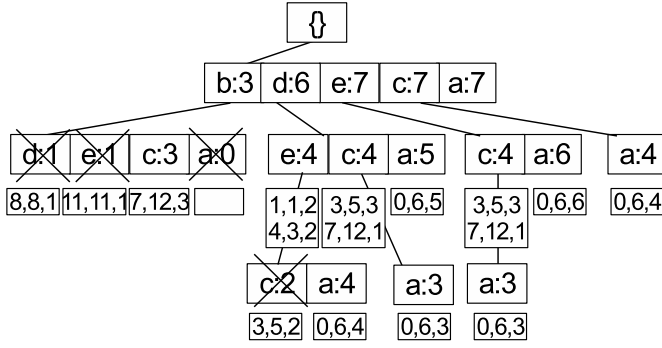 {}
b:3 d:6 e:7 c:7 a:7
d:1 e:1 c:3 a:0 e:4 c:4 a:5 c:4 a:6 a:4
8,8,1 11,11,1 7,12,3 1,1,2 3,5,3 0,6,5 3,5,3 0,6,6 0,6,4
4,3,2 7,12,1 7,12,1
c:2 a:4 a:3 a:3
3,5,2 0,6,4 0,6,3 0,6,3